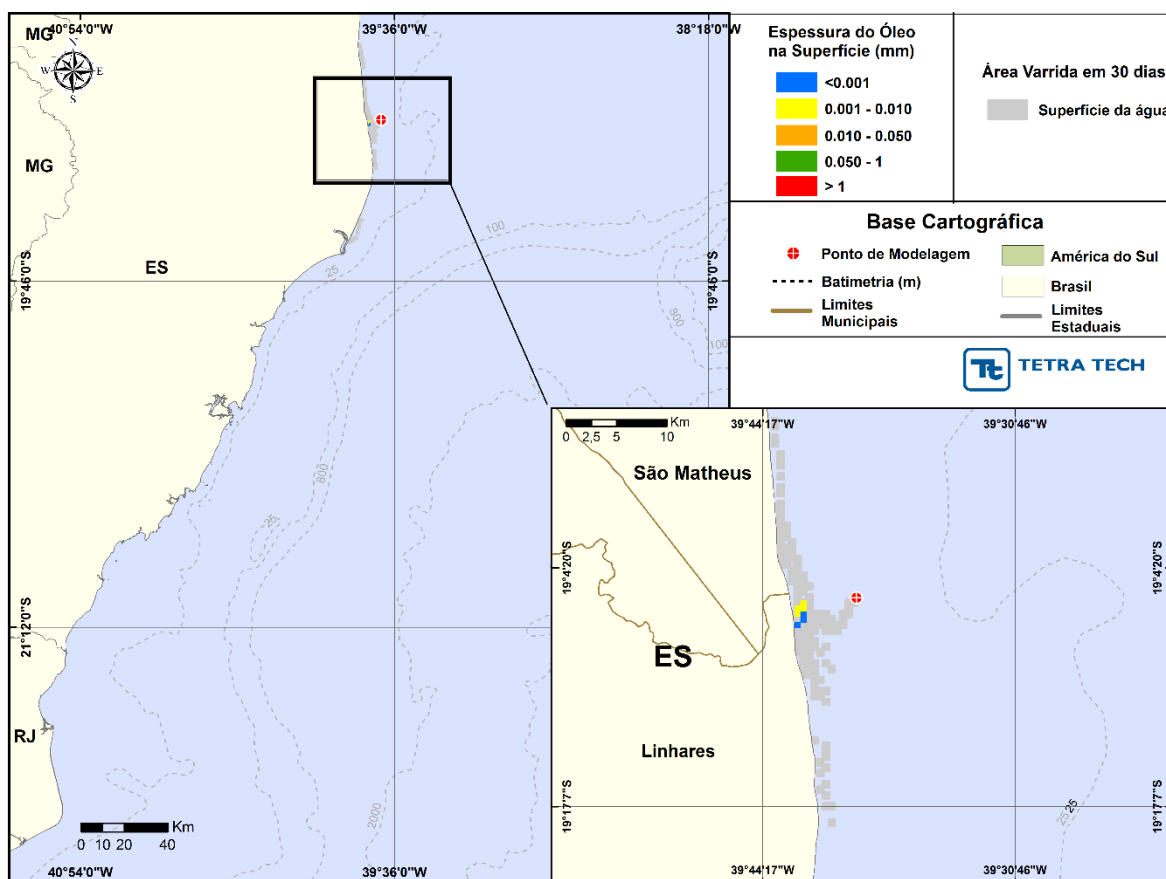 40°54'0"W
39°36'0"W
38°18'0"W
MG
N
W
E
S
MG
ES
100
25
19°46'0"S
19°46'0"S
800
100
800
25
21°12'0"S
2000
RJ
Km
0 10 20 40
40°54'0"W
39°36'0"W
Espessura do Óleo
na Superfície (mm)
<0.001
0.001 - 0.010
0.010 - 0.050
0.050 - 1
> 1
Área Varrida em 30 dias
Superfície da água
Base Cartográfica
Ponto de Modelagem
Batimetria (m)
Limites
Municipais
América do Sul
Brasil
Limites
Estaduais
Tt TETRA TECH
Km
0 2,5 5 10
39°44'17"W
39°30'46"W
São Matheus
19°4'20"S
19°4'20"S
ES
Linhares
19°17'7"S
19°17'7"S
25
25
39°44'17"W
39°30'46"W